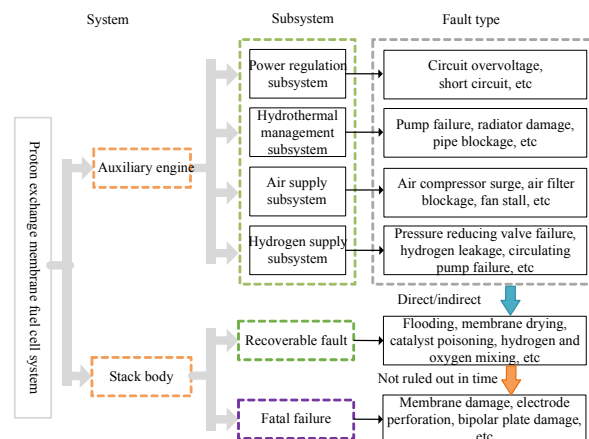 System
Subsystem
Fault type
Proton exchange membrane fuel cell system
Auxiliary engine
Power regulation
subsystem
Circuit overvoltage,
short circuit, etc
Hydrothermal
management
subsystem
Pump failure, radiator damage,
pipe blockage, etc
Air supply
subsystem
Air compressor surge, air filter
blockage, fan stall, etc
Hydrogen supply
subsystem
Pressure reducing valve failure,
hydrogen leakage, circulating
pump failure, etc
Direct/indirect
Stack body
Recoverable fault
Flooding, membrane drying,
catalyst poisoning, hydrogen and
oxygen mixing, etc
Not ruled out in time
Fatal failure
Membrane damage, electrode
perforation, bipolar plate damage,
etc